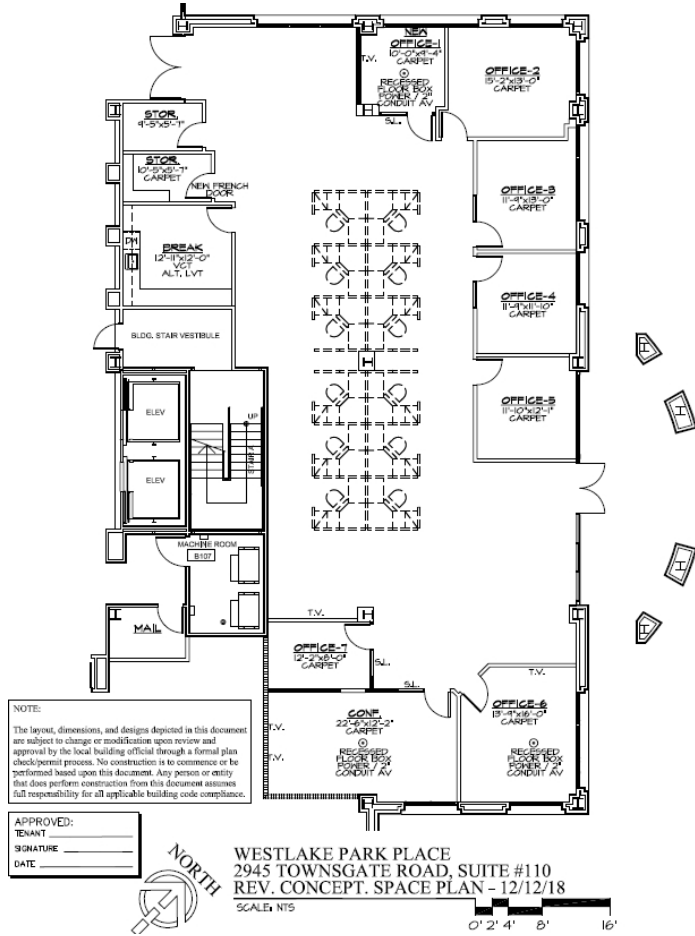 NEW
OFFICE-1
10'-0"x9'-4"
CARPET
T.V.
RECESSED
FLOOR BOX
POWER / 2"
CONDUIT AV
S.L.
OFFICE-2
15'-2"x13'-0"
CARPET
STOR.
9'-5"x5'-7"
STOR.
10'-5"x5'-7"
CARPET
NEW FRENCH
DOOR
OFFICE-3
11'-9"x13'-0"
CARPET
DW
BREAK
12'-11"x12'-0"
VCT
ALT. LVT
OFFICE-4
11'-9"x11'-10"
CARPET
BLDG. STAIR VESTIBULE
ELEV
UP
STAIR A
OFFICE-5
11'-10"x12'-1"
CARPET
ELEV
MACHINE ROOM
B107
MAIL
T.V.
OFFICE-7
12'-2"x8'-0"
CARPET
S.L.
S.L.
T.V.
OFFICE-6
13'-9"x16'-0"
CARPET
RECESSED
FLOOR BOX
POWER / 2"
CONDUIT AV
CONF.
22'-6"x12'-2"
CARPET
T.V.
T.V.
RECESSED
FLOOR BOX
POWER / 2"
CONDUIT AV
NOTE:
The layout, dimensions, and designs depicted in this document
are subject to change or modification upon review and
approval by the local building official through a formal plan
check/permit process. No construction is to commence or be
performed based upon this document. Any person or entity
that does perform construction from this document assumes
full responsibility for all applicable building code compliance.
APPROVED:
TENANT
SIGNATURE
DATE
NORTH
WESTLAKE PARK PLACE
2945 TOWNSGATE ROAD, SUITE #110
REV. CONCEPT. SPACE PLAN - 12/12/18
SCALE: NTS
0' 2' 4' 8' 16'